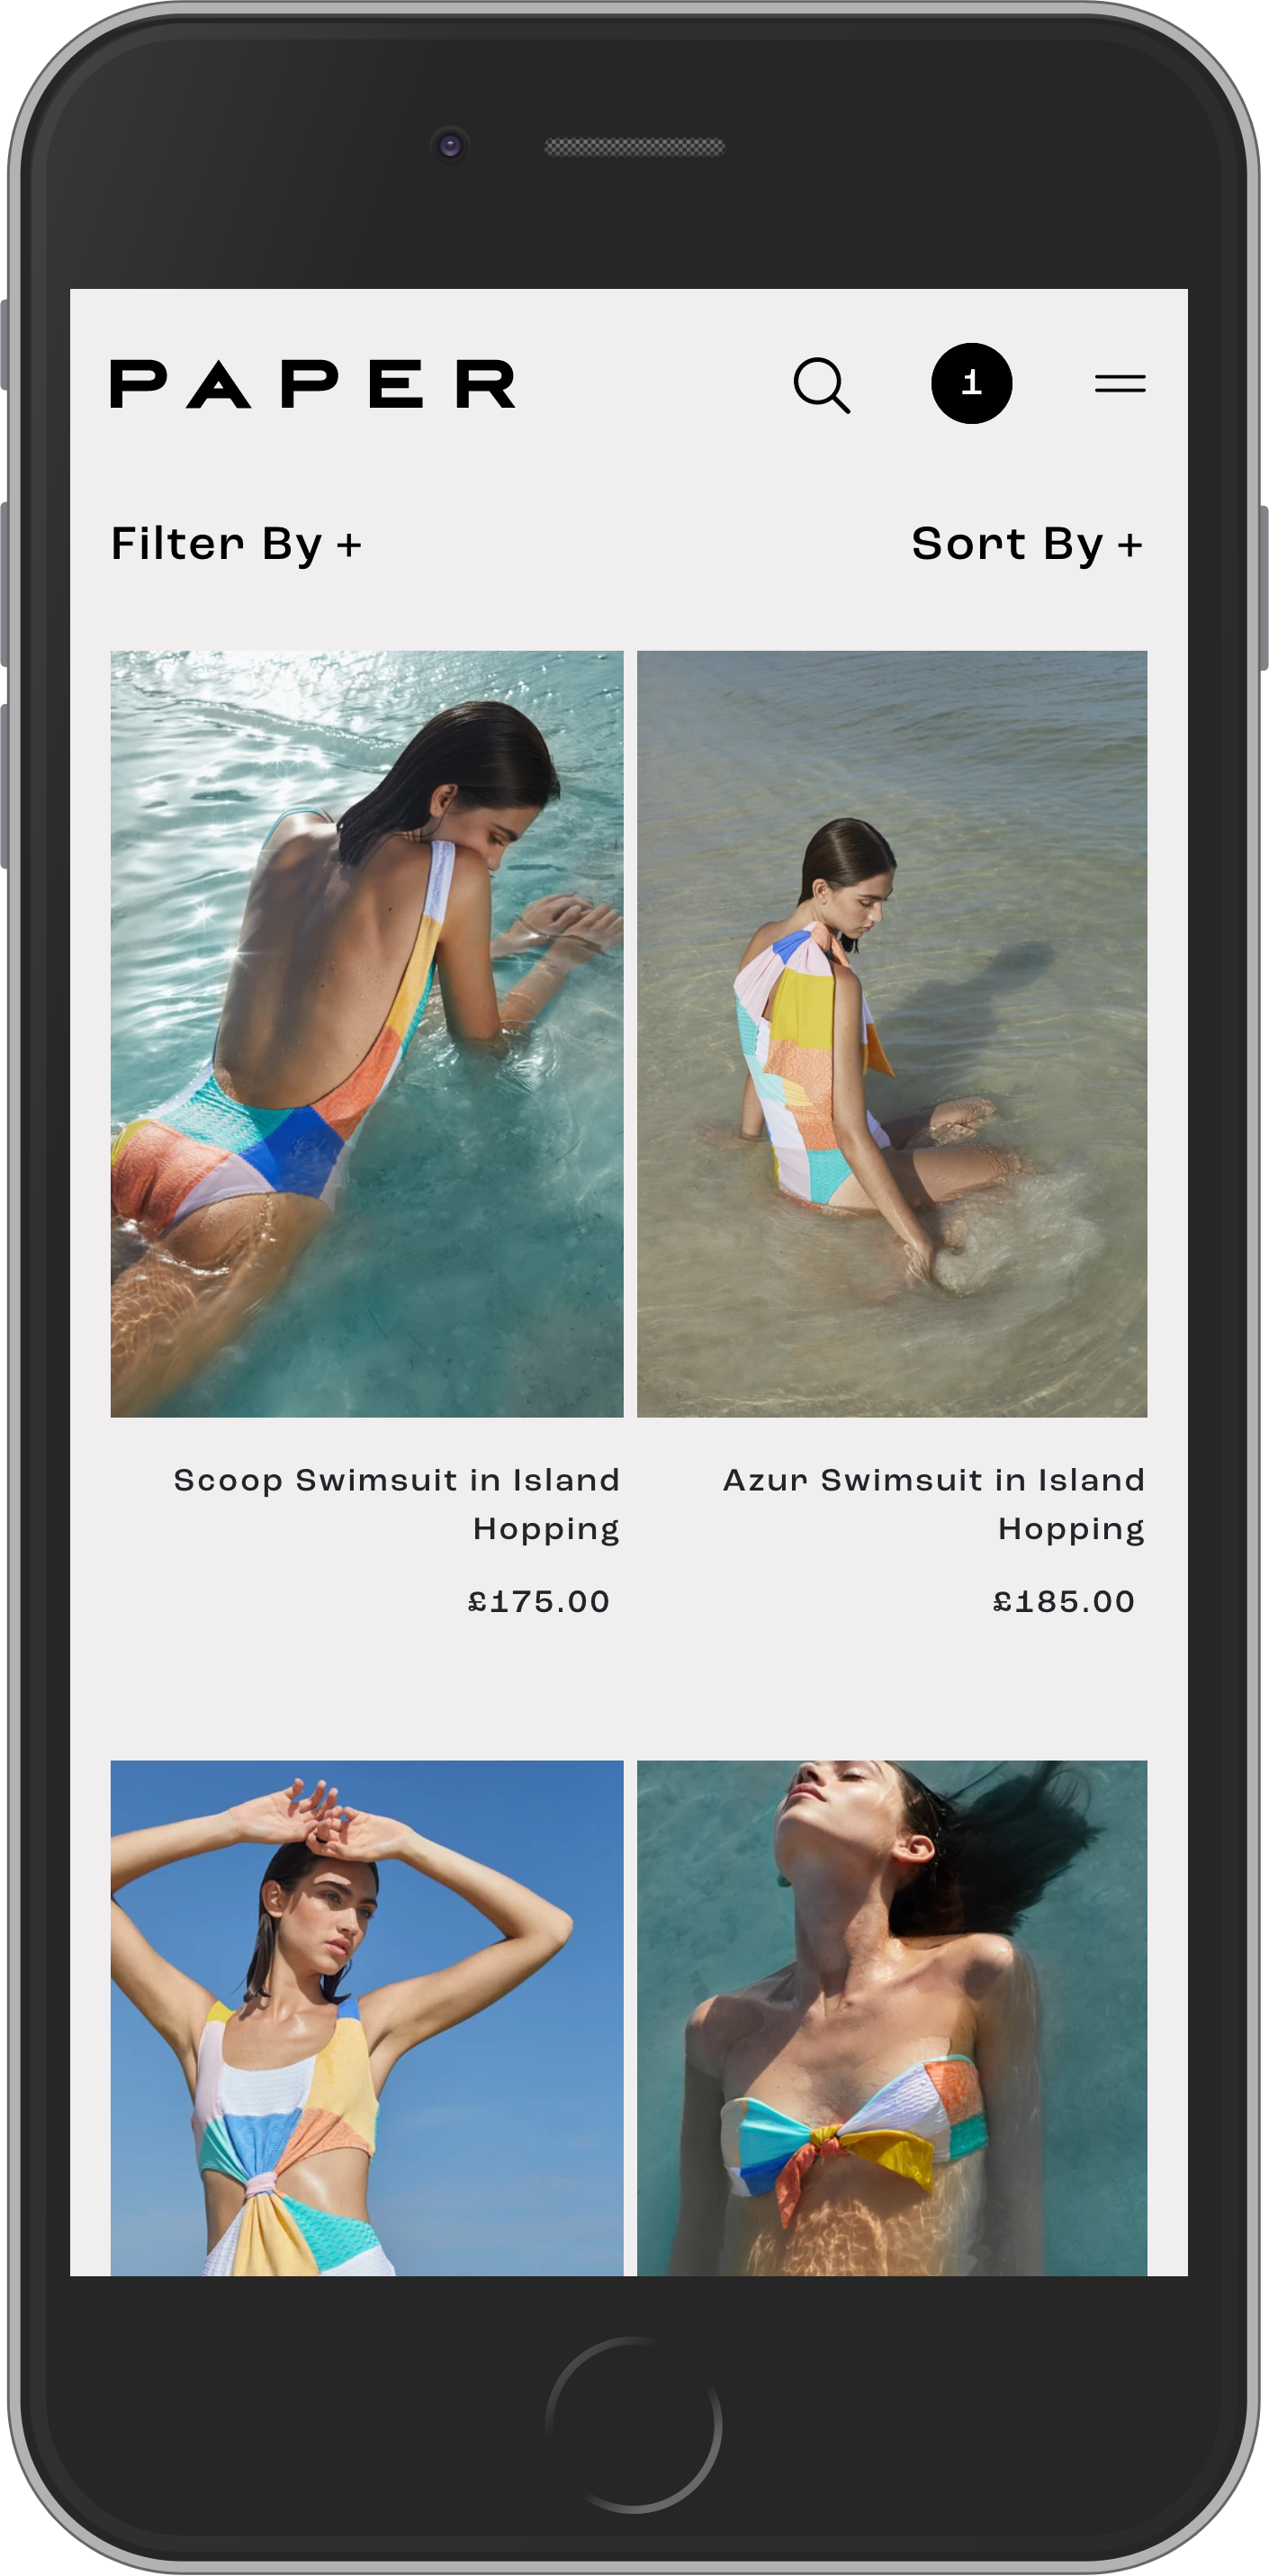 PAPER
1
Filter By +
Sort By +
Scoop Swimsuit in Island
Hopping
£175.00
Azur Swimsuit in Island
Hopping
£185.00